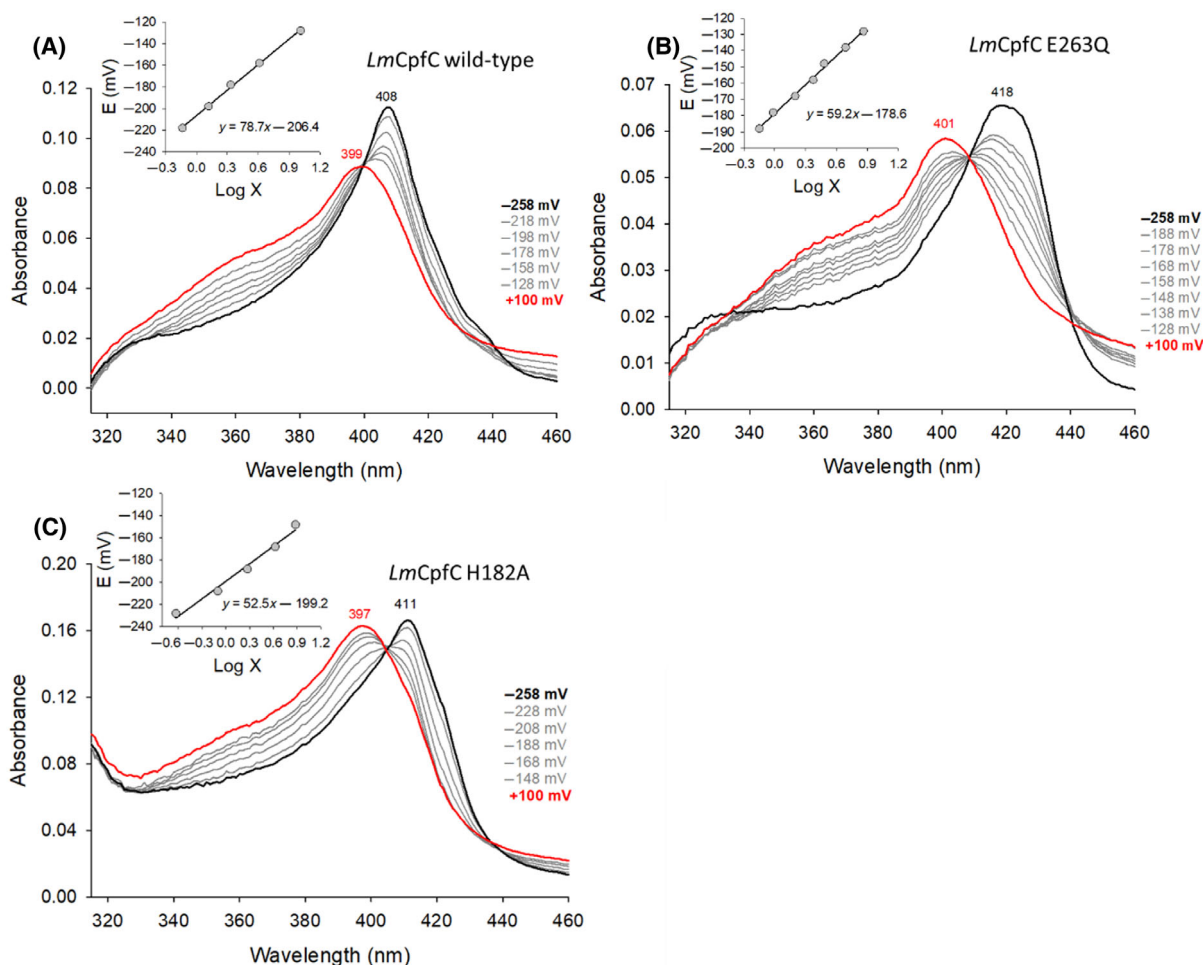 (A)
LmCpfC wild-type
E (mV)
−120
−140
−160
−180
−200
−220
−240
y = 78.7x− 206.4
−0.3 0.0 0.3 0.6 0.9 1.2
Log X
408
399
−258 mV
−218 mV
−198 mV
−178 mV
−158 mV
−128 mV
+100 mV
Absorbance
0.12
0.10
0.08
0.06
0.04
0.02
0.00
320 340 360 380 400 420 440 460
Wavelength (nm)
(B)
LmCpfC E263Q
E (mV)
−120
−130
−140
−150
−160
−170
−180
−190
y = 59.2x− 178.6
−0.3 0.0 0.3 0.6 0.9 1.2
Log X
418
401
−258 mV
−188 mV
−178 mV
−168 mV
−158 mV
−148 mV
−138 mV
−128 mV
+100 mV
Absorbance
0.07
0.06
0.05
0.04
0.03
0.02
0.01
0.00
320 340 360 380 400 420 440 460
Wavelength (nm)
(C)
LmCpfC H182A
E (mV)
−120
−140
−160
−180
−200
−220
−240
y = 52.5x − 199.2
−0.6 −0.3 0.0 0.3 0.6 0.9 1.2
Log X
397
411
−258 mV
−228 mV
−208 mV
−188 mV
−168 mV
−148 mV
+100 mV
Absorbance
0.20
0.16
0.12
0.08
0.04
0.00
320 340 360 380 400 420 440 460
Wavelength (nm)